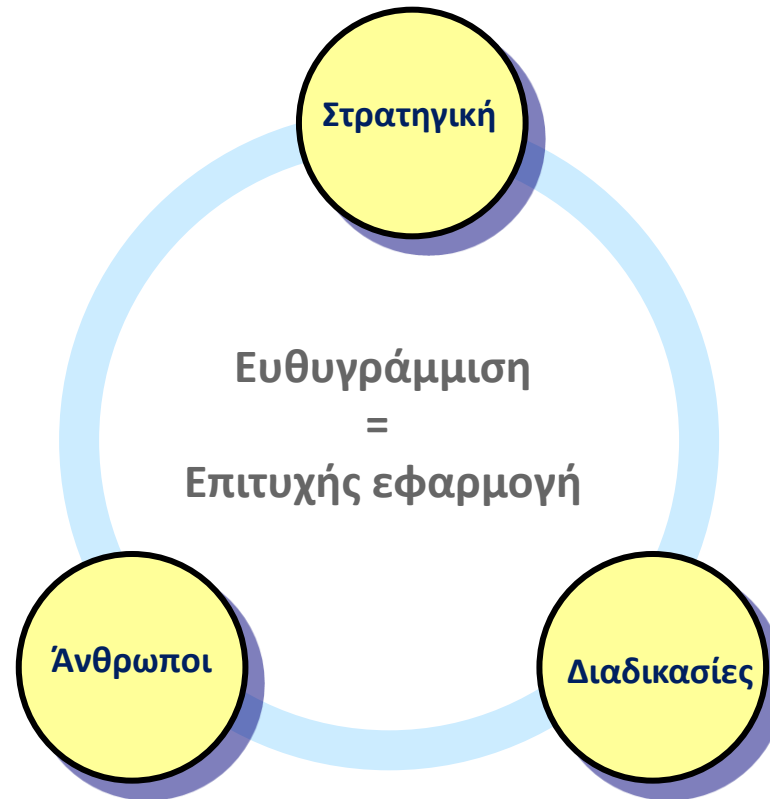 Στρατηγική
Ευθυγράμμιση
=
Επιτυχής εφαρμογή
Άνθρωποι
Διαδικασίες